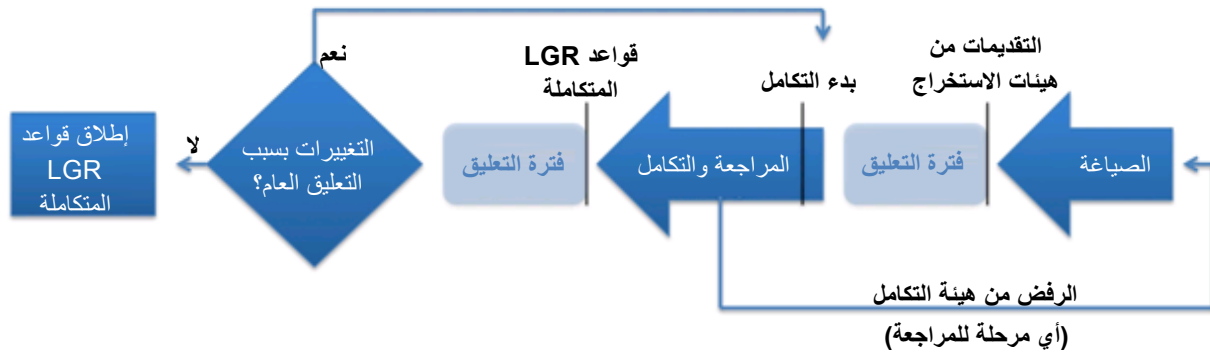 التقديمات من
هيئات الاستخراج
الصياغة
فترة التعليق
بدء التكامل
المراجعة والتكامل
قواعد LGR
المتكاملة
فترة التعليق
نعم
التغييرات بسبب
التعليق العام؟
لا
إطلاق قواعد
LGR
المتكاملة
الرفض من هيئة التكامل
(أي مرحلة للمراجعة)